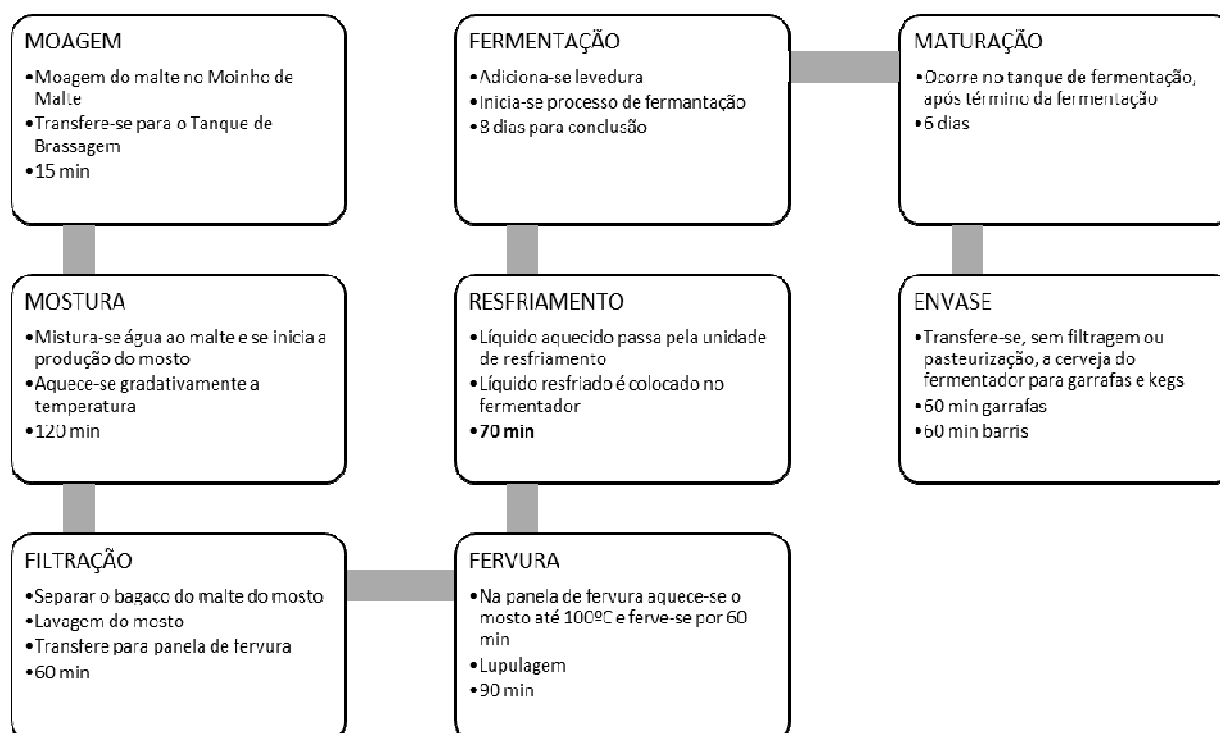 MOAGEM
•Moagem do malte no Moinho de
Malte
•Transfere-se para o Tanque de
Brassagem
•15 min
MOSTURA
•Mistura-se água ao malte e se inicia a
produção do mosto
•Aquece-se gradativamente a
temperatura
•120 min
FILTRAÇÃO
•Separar o bagaço do malte do mosto
•Lavagem do mosto
•Transfere para panela de fervura
•60 min
FERVURA
•Na panela de fervura aquece-se o
mosto até 100ºC e ferve-se por 60
min
•Lupulagem
•90 min
RESFRIAMENTO
•Líquido aquecido passa pela unidade
de resfriamento
•Líquido resfriado é colocado no
fermentador
•70 min
FERMENTAÇÃO
•Adiciona-se levedura
•Inicia-se processo de fermantação
•8 dias para conclusão
MATURAÇÃO
•Ocorre no tanque de fermentação,
após término da fermentação
•6 dias
ENVASE
•Transfere-se, sem filtragem ou
pasteurização, a cerveja do
fermentador para garrafas e kegs
•60 min garrafas
•60 min barris